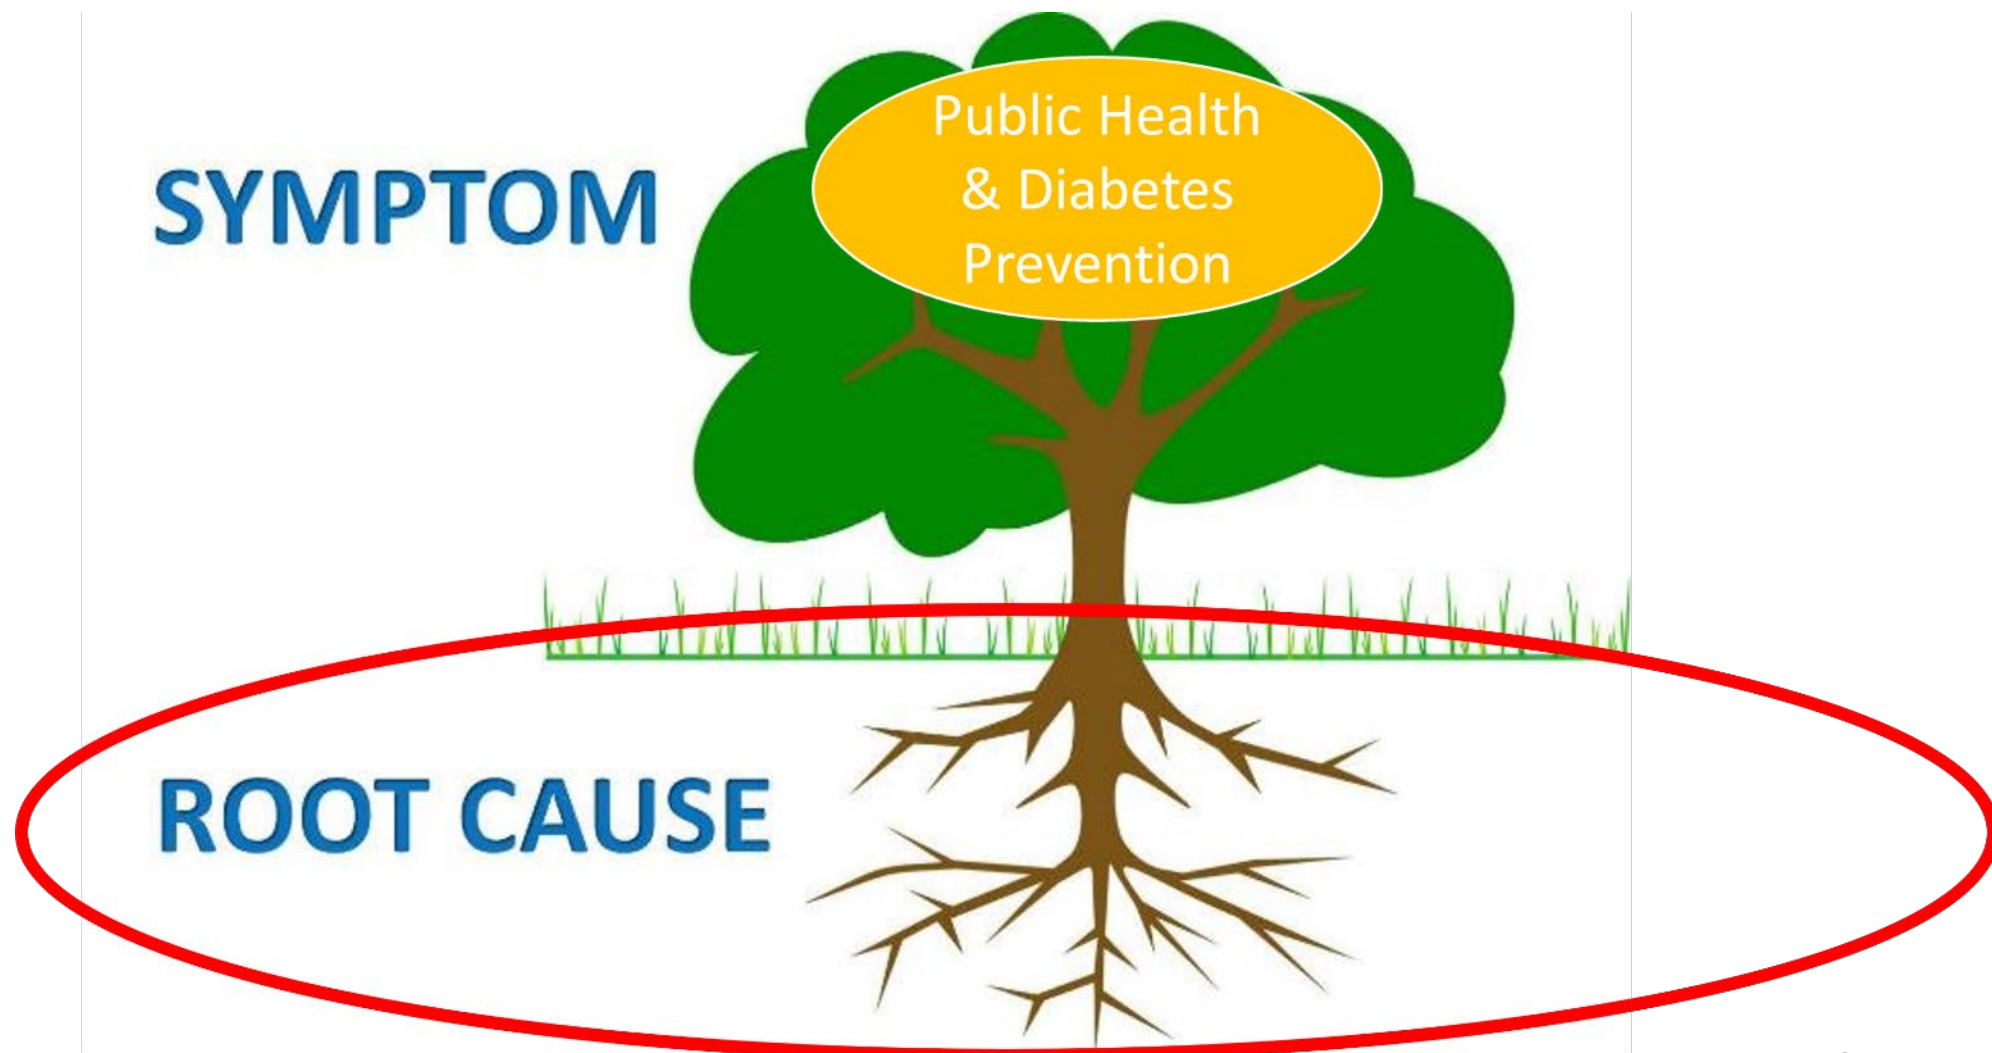 Public Health
& Diabetes
Prevention
SYMPTOM
ROOT CAUSE